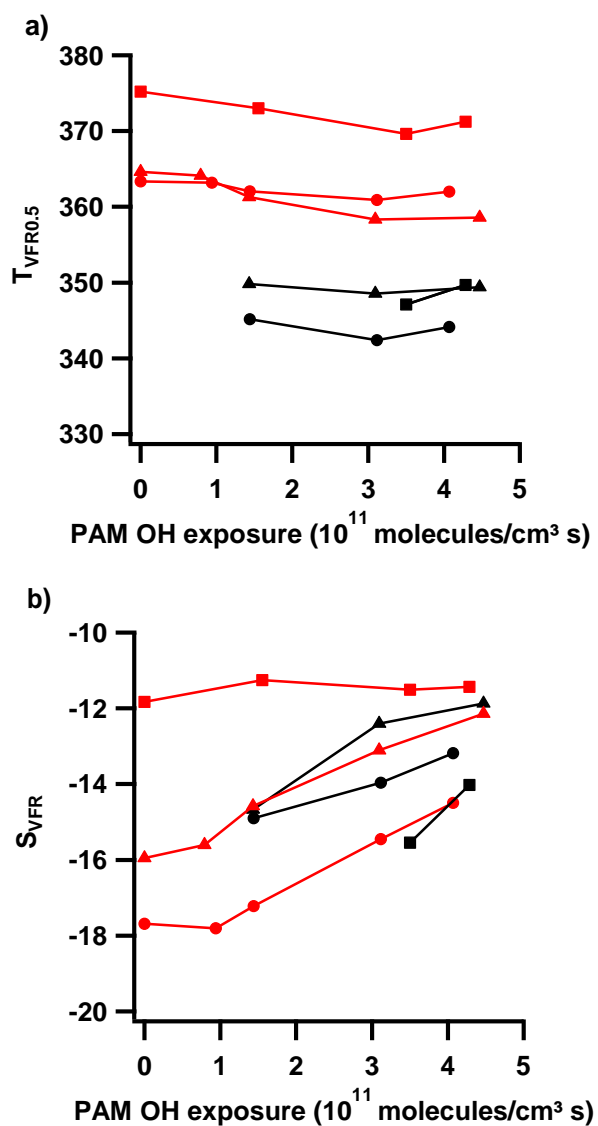 a)
380
370
360
350
340
330
T_VFR0.5
0 1 2 3 4 5
PAM OH exposure (10^11 molecules/cm³ s)
b)
-10
-12
-14
-16
-18
-20
S_VFR
0 1 2 3 4 5
PAM OH exposure (10^11 molecules/cm³ s)